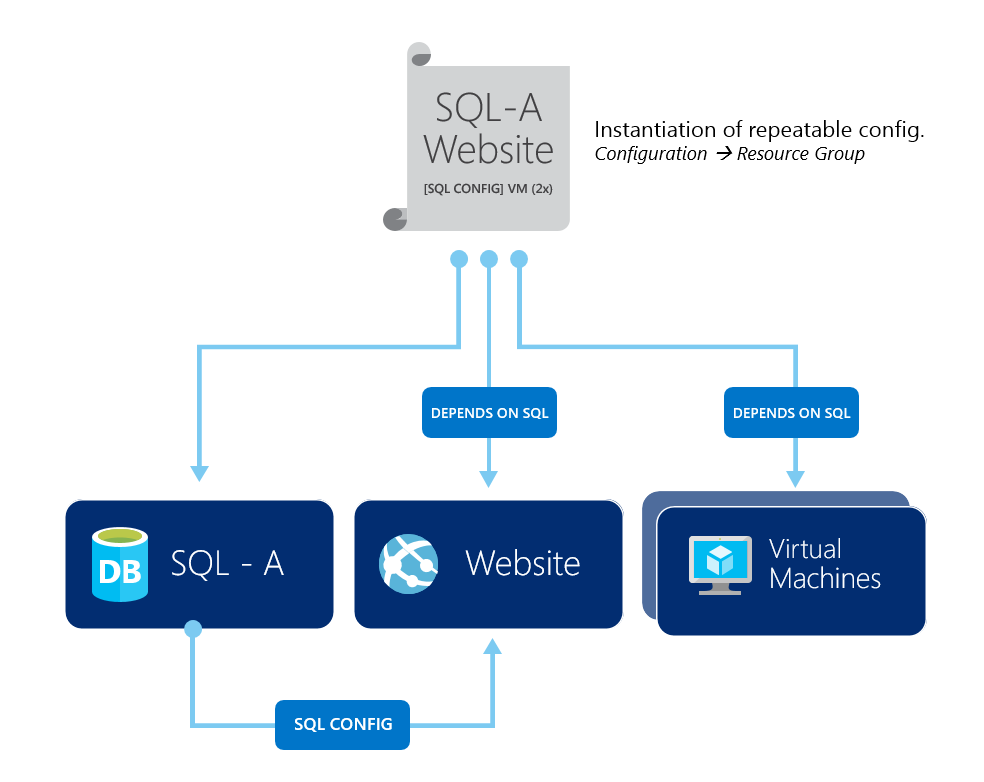 SQL-A
Website
[SQL CONFIG] VM (2x)
Instantiation of repeatable config.
Configuration → Resource Group
DEPENDS ON SQL
DEPENDS ON SQL
DB
SQL - A
Website
Virtual
Machines
SQL CONFIG